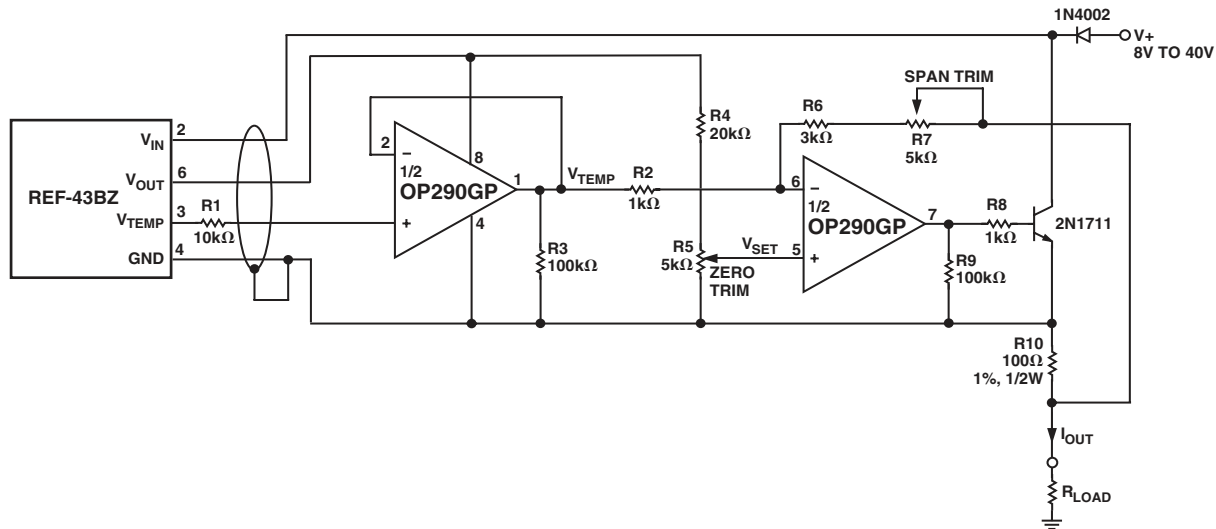 1N4002
V+
8V TO 40V
SPAN TRIM
R4
20kΩ
R6
3kΩ
R7
5kΩ
2
VIN
6
VOUT
REF-43BZ
VTEMP
3
R1
10kΩ
GND
4
2
−
8
1/2
OP290GP
1
+
4
VTEMP
R2
1kΩ
R3
100kΩ
R5
5kΩ
VSET
ZERO
TRIM
6
−
1/2
OP290GP
7
5
+
R8
1kΩ
2N1711
R9
100kΩ
R10
100Ω
1%, 1/2W
IOUT
RLOAD